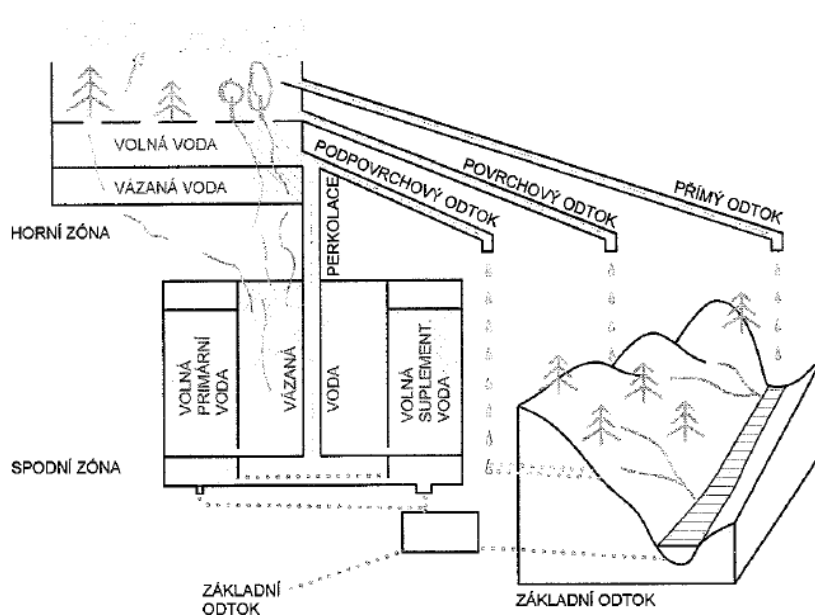 VOLNÁ VODA
VÁZANÁ VODA
HORNÍ ZÓNA
PERKOLACE
PODPOVRCHOVÝ ODTOK
POVRCHOVÝ ODTOK
PŘÍMÝ ODTOK
VOLNÁ
PRIMÁRNÍ
VODA
VÁZANÁ
VODA
VOLNÁ
SUPLEMENT.
VODA
SPODNÍ ZÓNA
ZÁKLADNÍ
ODTOK
ZÁKLADNÍ ODTOK